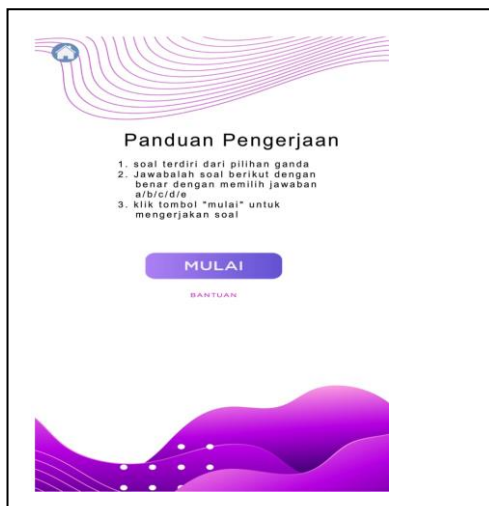 Panduan Pengerjaan
1. soal terdiri dari pilihan ganda
2. Jawabalah soal berikut dengan
benar dengan memilih jawaban
a/b/c/d/e
3. klik tombol "mulai" untuk
mengerjakan soal
MULAI
BANTUAN